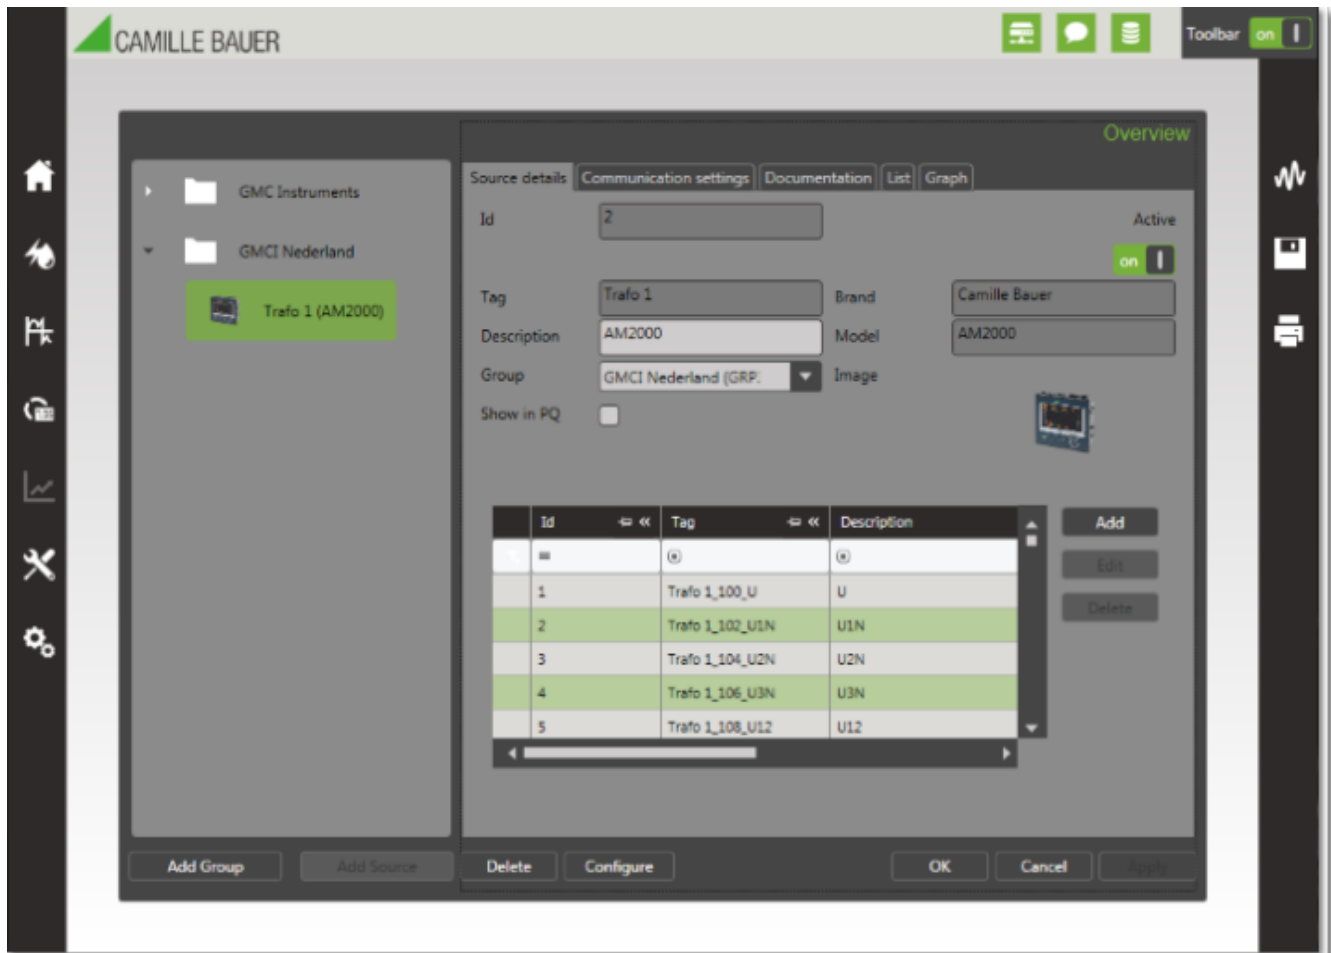 CAMILLE BAUER
Toolbar on
Overview
GMC Instruments
GMCI Nederland
Trafo 1 (AM2000)
Source details Communication settings Documentation List Graph
Id 2 Active
on
Tag Trafo 1 Brand Camille Bauer
Description AM2000 Model AM2000
Group GMCI Nederland (GRP: Image
Show in PQ
Id Tag Description
=
1 Trafo 1_100_U U
2 Trafo 1_102_U1N U1N
3 Trafo 1_104_U2N U2N
4 Trafo 1_106_U3N U3N
5 Trafo 1_108_U12 U12
Add
Edit
Delete
Add Group Add Source Delete Configure OK Cancel Apply